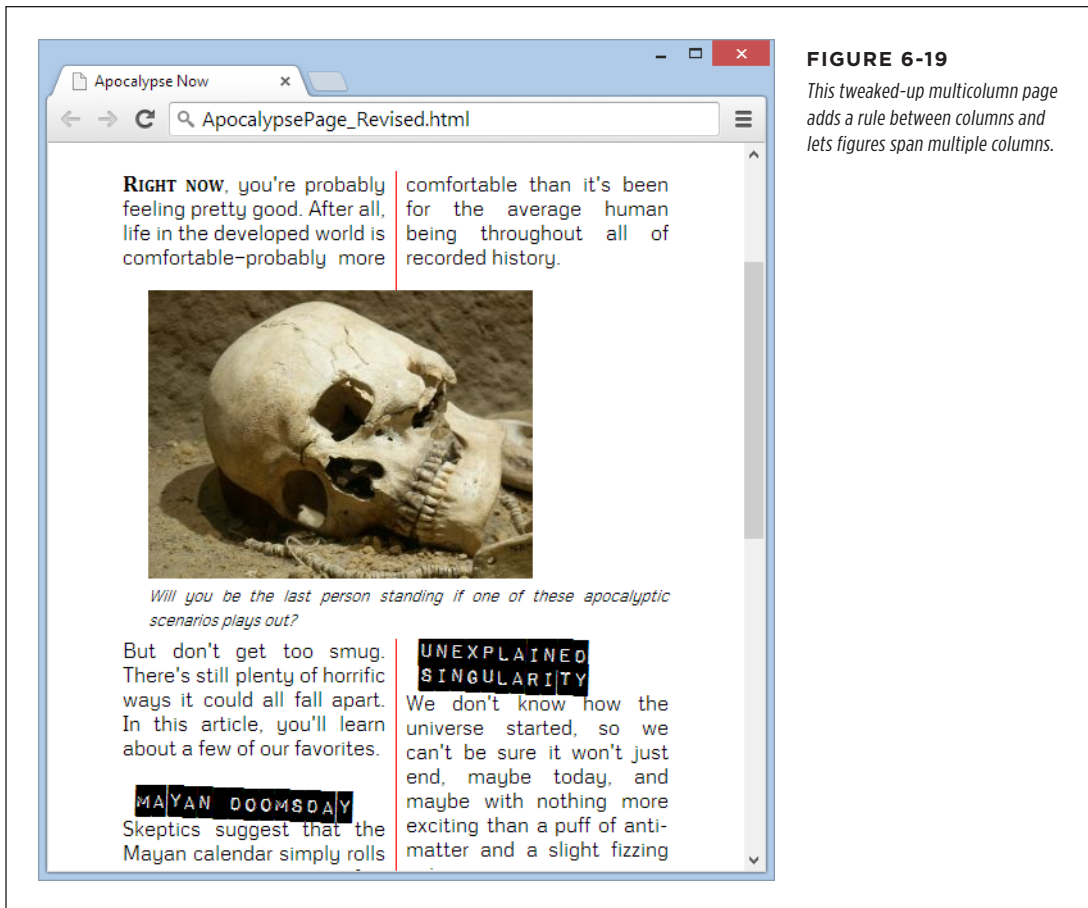 Apocalypse Now
ApocalypsePage_Revised.html
RIGHT NOW, you're probably
feeling pretty good. After all,
life in the developed world is
comfortable–probably more
comfortable than it's been
for the average human
being throughout all of
recorded history.
Will you be the last person standing if one of these apocalyptic
scenarios plays out?
But don't get too smug.
There's still plenty of horrific
ways it could all fall apart.
In this article, you'll learn
about a few of our favorites.
MAYAN DOOMSDAY
Skeptics suggest that the
Mayan calendar simply rolls
UNEXPLAINED
SINGULARITY
We don't know how the
universe started, so we
can't be sure it won't just
end, maybe today, and
maybe with nothing more
exciting than a puff of anti-
matter and a slight fizzing
FIGURE 6-19
This tweaked-up multicolumn page
adds a rule between columns and
lets figures span multiple columns.